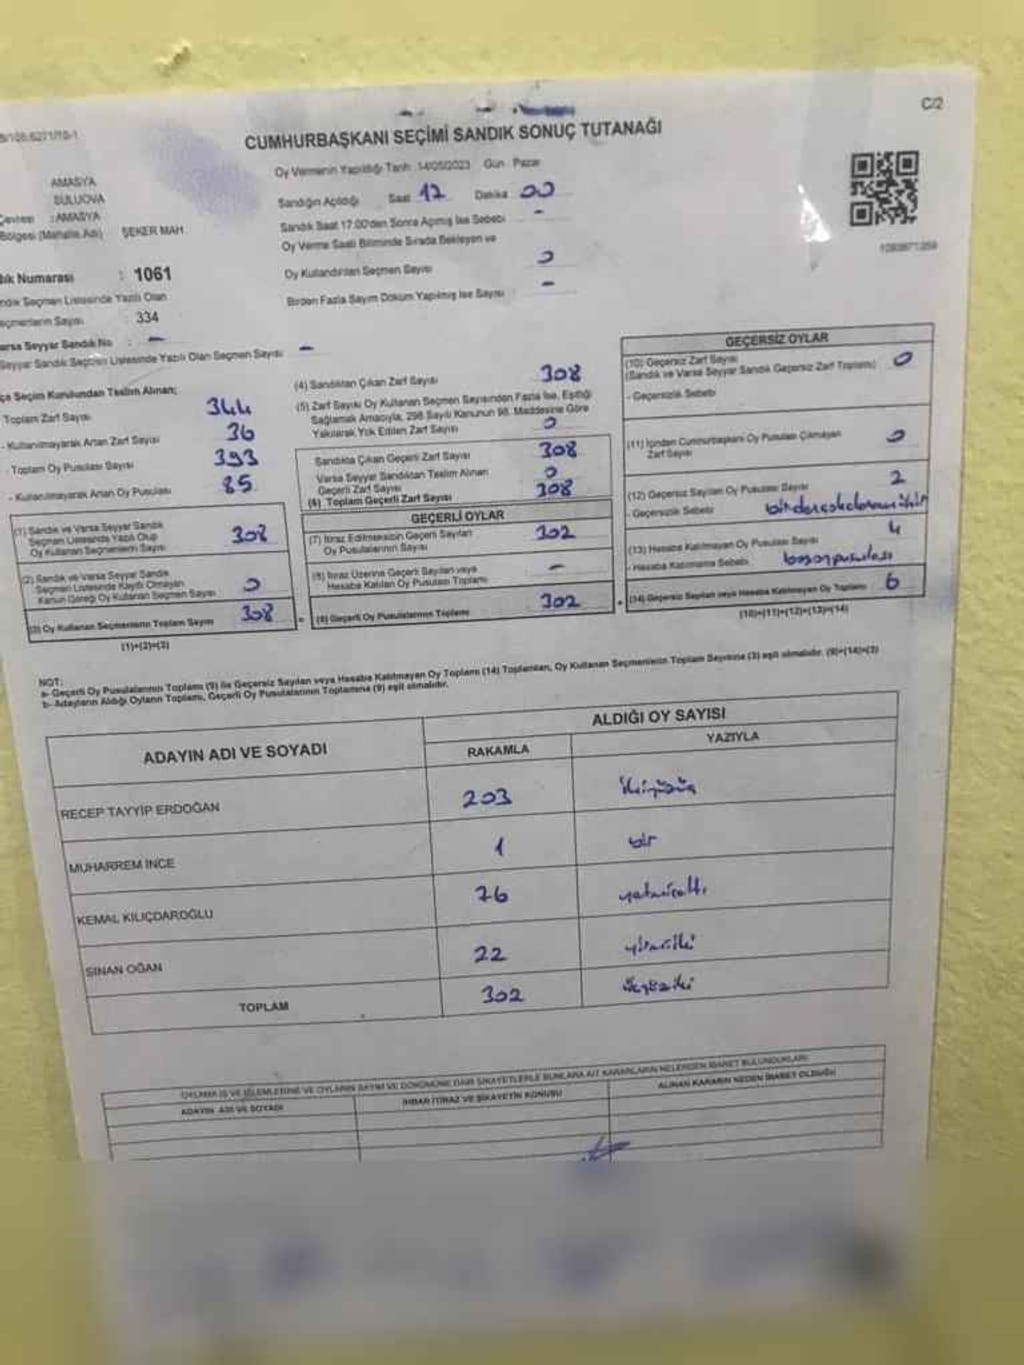 C/2
CUMHURBAŞKANI SEÇİMİ SANDIK SONUÇ TUTANAĞI
Oy Vermenin Yapıldığı Tarih : 14/05/2023 Gün : Pazar
AMASYA
SULUOVA
: AMASYA
Bölgesi (Mahalle Adı) ŞEKER MAH
Sandığın Açıldığı Saat 17 Dakika 00
Sandık Saat 17:00'den Sonra Açılmış İse Sebebi -
Oy Verme Saati Bitiminde Sırada Bekleyen ve
Oy Kullandırılan Seçmen Sayısı 0
Birden Fazla Sayım Döküm Yapılmış İse Sayısı -
Numarası : 1061
Seçmen Listesinde Yazılı Olan
Seçmenlerin Sayısı 334
Varsa Seyyar Sandık No : -
Seyyar Sandık Seçmen Listesinde Yazılı Olan Seçmen Sayısı -
Seçim Kurulundan Teslim Alınan;
Toplam Zarf Sayısı 344
- Kullanılmayarak Artan Zarf Sayısı 36
- Toplam Oy Pusulası Sayısı 393
- Kullanılmayarak Artan Oy Pusulası 85
(1) Sandık ve Varsa Seyyar Sandık
Seçmen Listesinde Yazılı Olup
Oy Kullanan Seçmenlerin Sayısı 308
(2) Sandık ve Varsa Seyyar Sandık
Seçmen Listesinde Kayıtlı Olmayan
Kanun Gereği Oy Kullanan Seçmen Sayısı 0
(3) Oy Kullanan Seçmenlerin Toplam Sayısı 308
(1)+(2)=(3)
(4) Sandıktan Çıkan Zarf Sayısı 308
(5) Zarf Sayısı Oy Kullanan Seçmen Sayısından Fazla İse, Eşitliği
Sağlamak Amacıyla, 298 Sayılı Kanunun 98. Maddesine Göre
Yakılarak Yok Edilen Zarf Sayısı 0
Sandıkta Çıkan Geçerli Zarf Sayısı 308
Varsa Seyyar Sandıktan Teslim Alınan
Geçerli Zarf Sayısı 0
(6) Toplam Geçerli Zarf Sayısı 308
GEÇERLİ OYLAR
(7) İtiraz Edilmeksizin Geçerli Sayılan
Oy Pusulalarının Sayısı 302
(8) İtiraz Üzerine Geçerli Sayılan veya
Hesaba Katılan Oy Pusulası Toplamı -
(9) Geçerli Oy Pusulalarının Toplamı 302
GEÇERSİZ OYLAR
(10) Geçersiz Zarf Sayısı
(Sandık ve Varsa Seyyar Sandık Geçersiz Zarf Toplamı) 0
- Geçersizlik Sebebi
(11) İçinden Cumhurbaşkanı Oy Pusulası Çıkmayan
Zarf Sayısı 0
(12) Geçersiz Sayılan Oy Pusulası Sayısı 2
- Geçersizlik Sebebi
(13) Hesaba Katılmayan Oy Pusulası Sayısı 4
- Hesaba Katılmama Sebebi
(14) Geçersiz Sayılan veya Hesaba Katılmayan Oy Toplamı 6
(10)+(11)+(12)+(13)=(14)
NOT:
a- Geçerli Oy Pusulalarının Toplamı (9) ile Geçersiz Sayılan veya Hesaba Katılmayan Oy Toplamı (14) Toplamları, Oy Kullanan Seçmenlerin Toplam Sayısına (3) eşit olmalıdır. (9)+(14)=(3)
b- Adayların Aldığı Oyların Toplamı, Geçerli Oy Pusulalarının Toplamına (9) eşit olmalıdır.
ADAYIN ADI VE SOYADI ALDIĞI OY SAYISI
RAKAMLA YAZIYLA
RECEP TAYYİP ERDOĞAN 203 ikiyüzüç
MUHARREM İNCE 1 bir
KEMAL KILIÇDAROĞLU 76 yetmişaltı
SİNAN OĞAN 22 yirmiiki
TOPLAM 302 üçyüziki
OYLAMA İŞ VE İŞLEMLERİNE VE OYLARIN SAYIM VE DÖKÜMÜNE DAİR ŞİKAYETLERLE BUNLARA AİT KARARLARIN NELERDEN İBARET BULUNDUKLARI
ADAYIN ADI VE SOYADI İHBAR İTİRAZ VE ŞİKAYETİN KONUSU ALINAN KARARIN NEDEN İBARET OLDUĞU